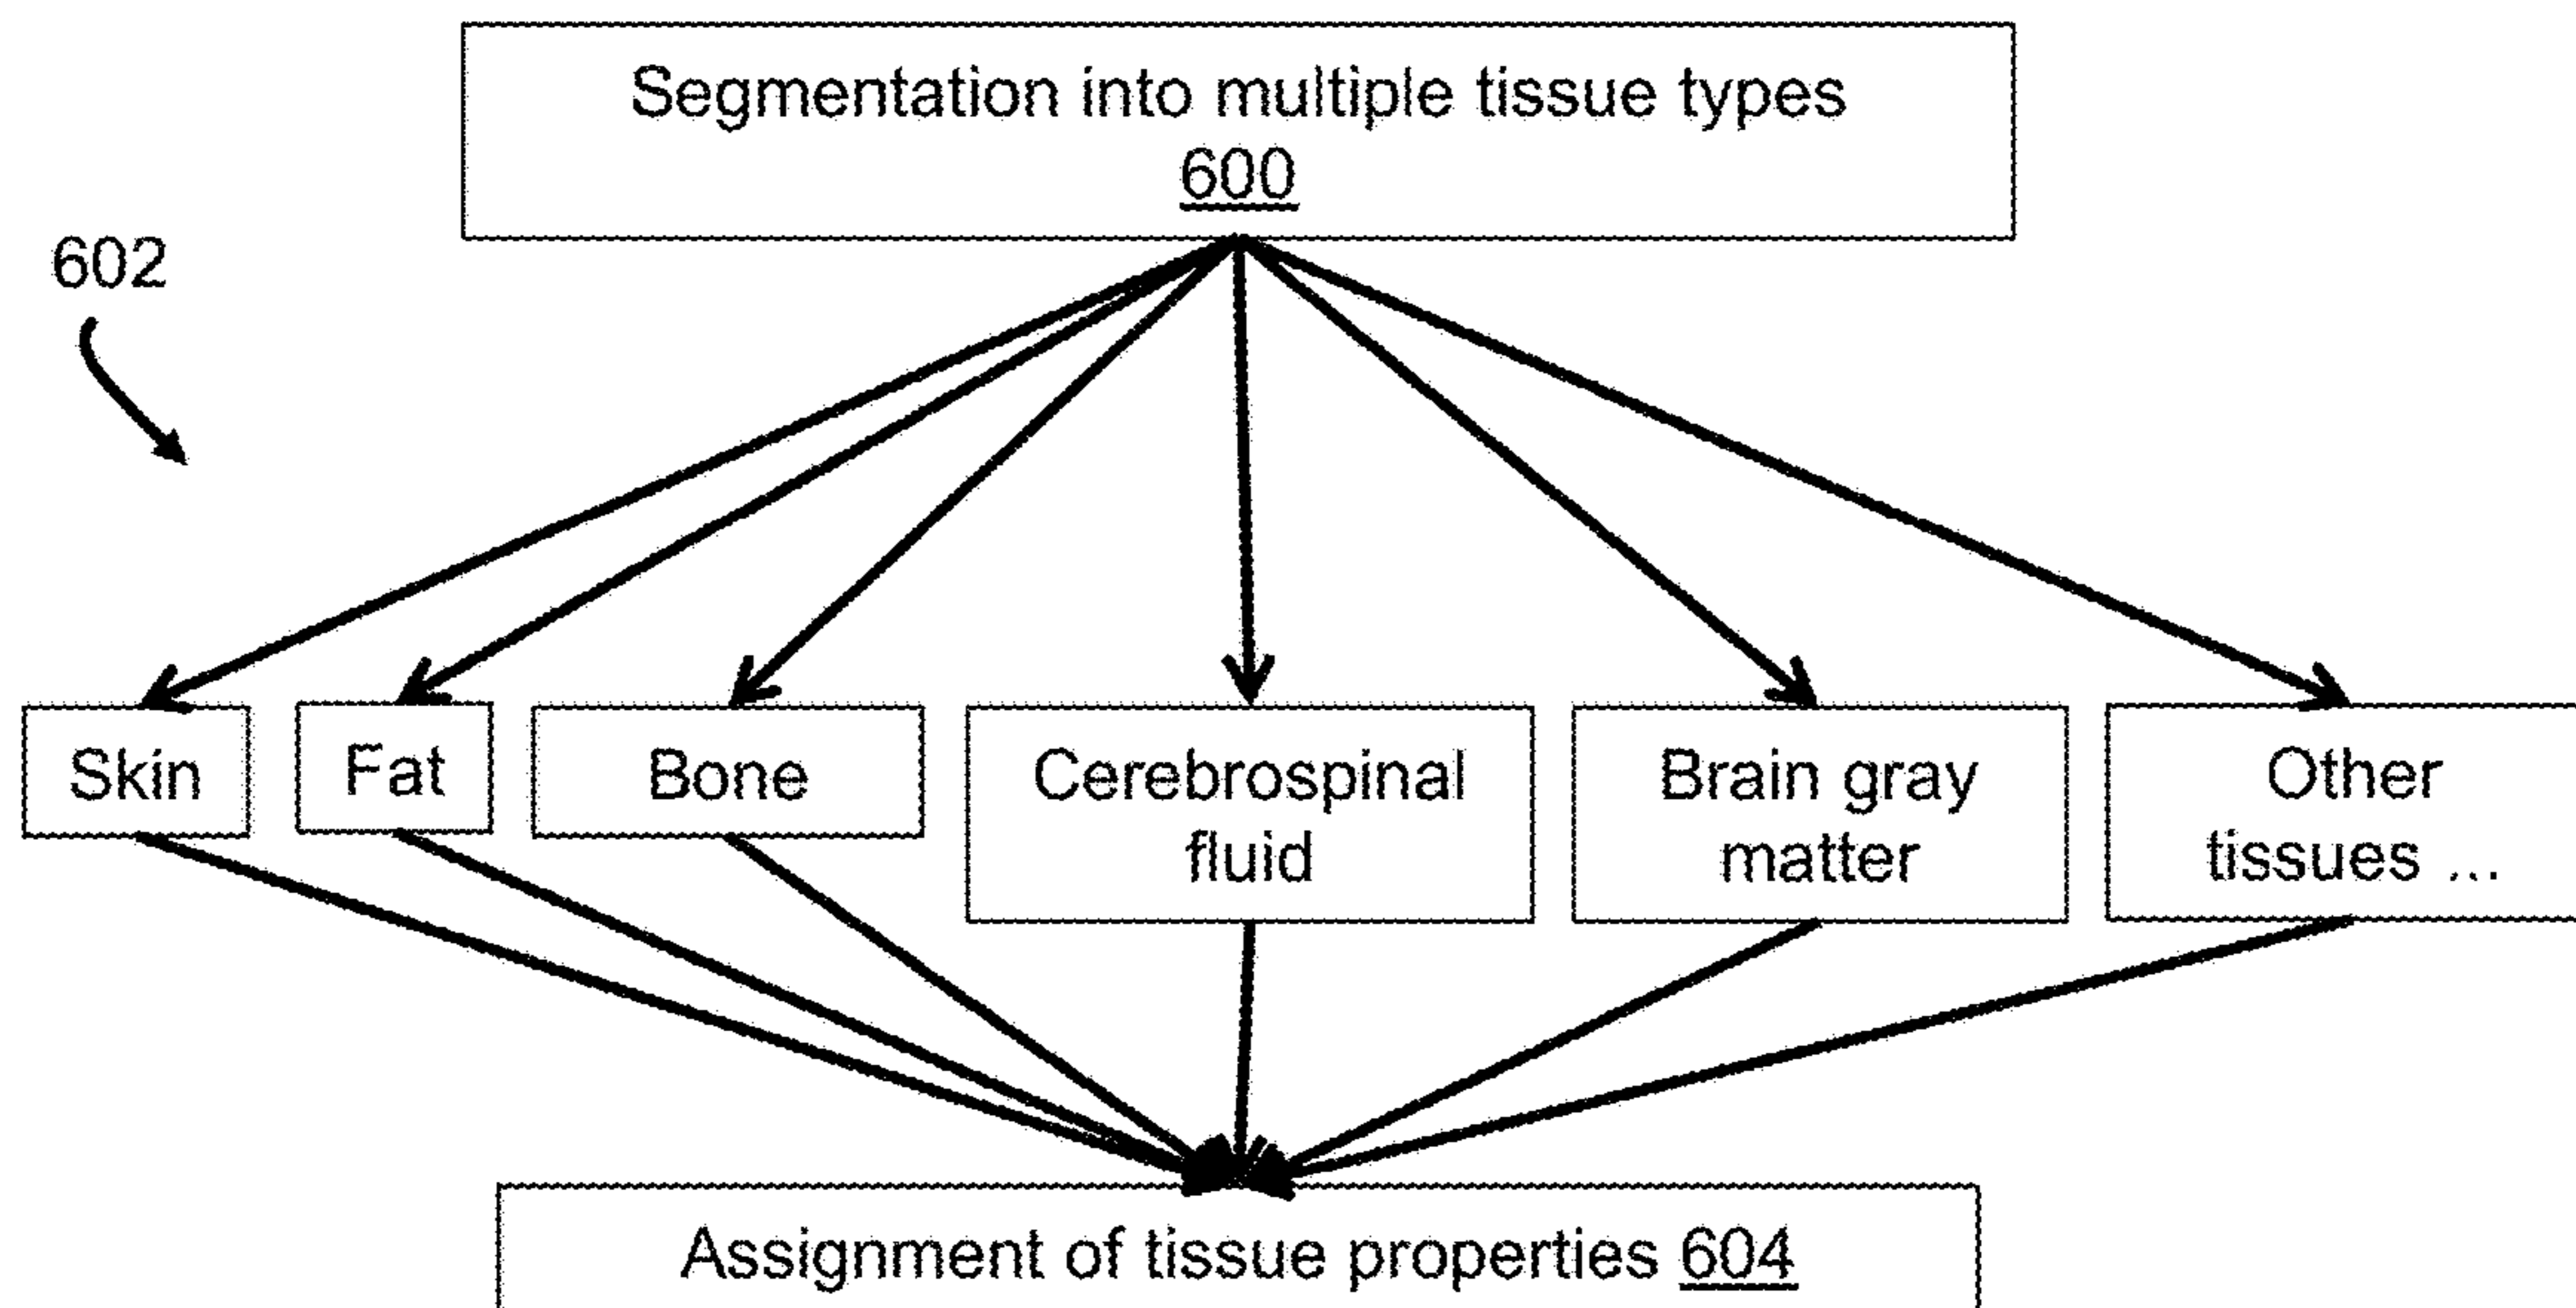 Segmentation into multiple tissue types
600
602
Skin
Fat
Bone
Cerebrospinal
fluid
Brain gray
matter
Other
tissues ...
Assignment of tissue properties 604